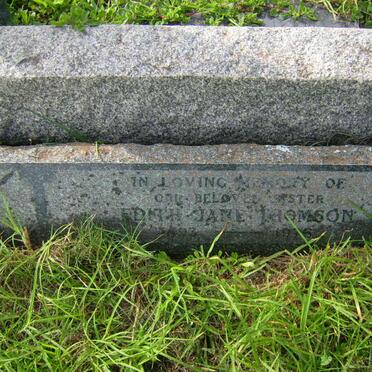 IN LOVING MEMORY OF
OUR BELOVED SISTER
EDITH JANE THOMSON